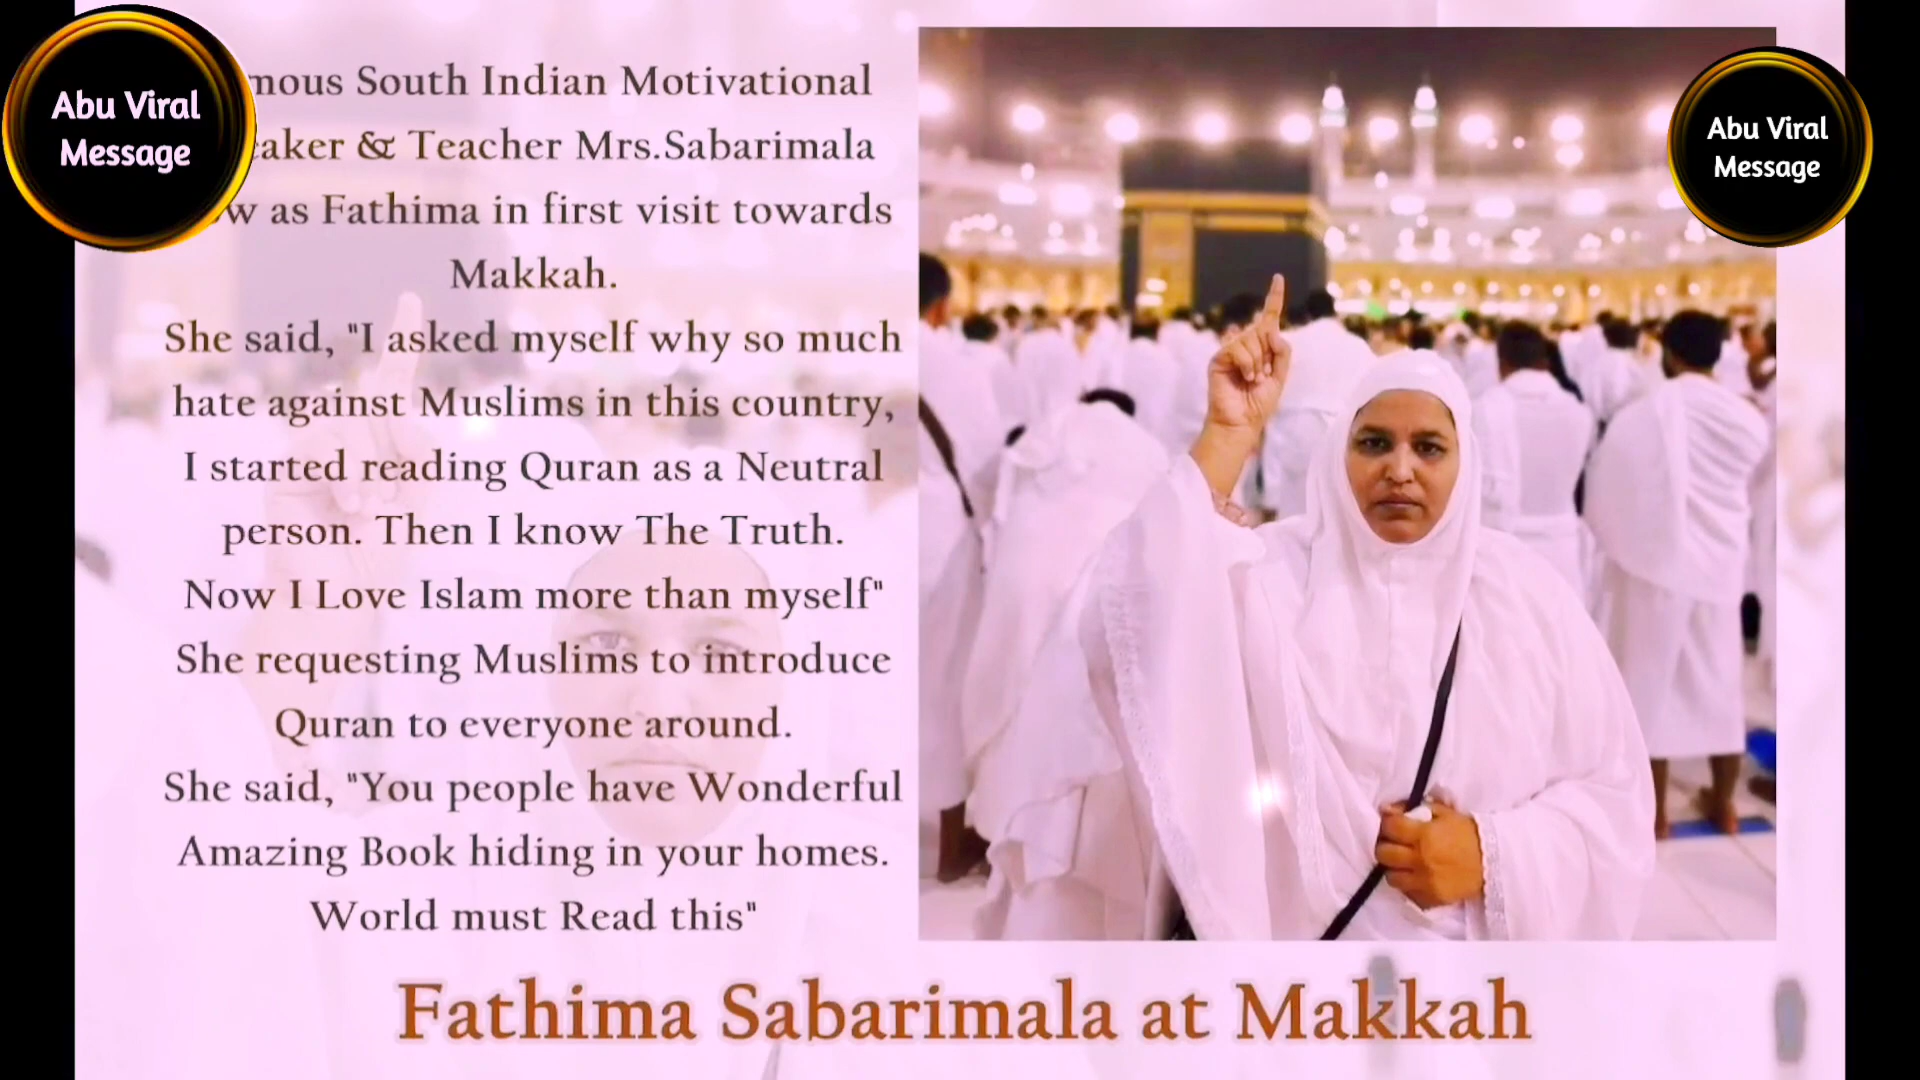 Abu Viral
Message
Abu Viral
Message
South Indian Motivational
& Teacher Mrs.Sabarimala
as Fathima in first visit towards
Makkah.
She said, "I asked myself why so much
hate against Muslims in this country,
I started reading Quran as a Neutral
person. Then I know The Truth.
Now I Love Islam more than myself"
She requesting Muslims to introduce
Quran to everyone around.
She said, "You people have Wonderful
Amazing Book hiding in your homes.
World must Read this"
Fathima Sabarimala at Makkah